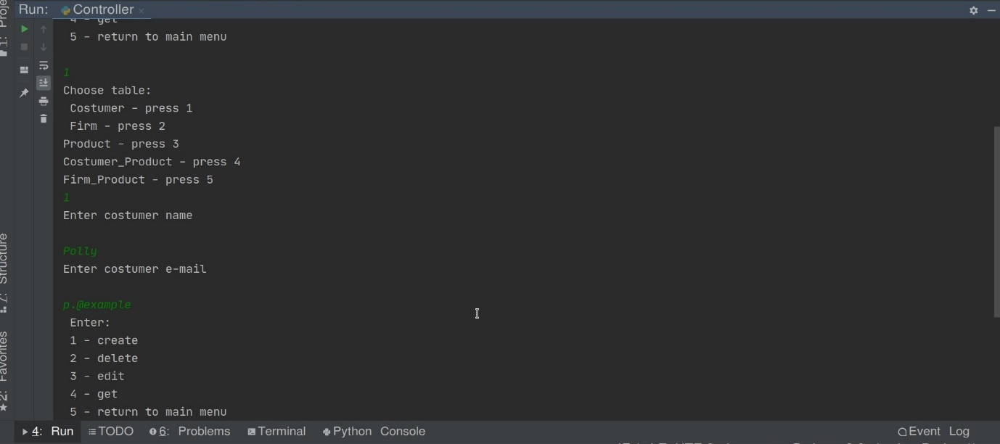 Run: Controller
4 - get
5 - return to main menu
1
Choose table:
Costumer - press 1
Firm - press 2
Product - press 3
Costumer_Product - press 4
Firm_Product - press 5
1
Enter costumer name
Polly
Enter costumer e-mail
p.@example
Enter:
1 - create
2 - delete
3 - edit
4 - get
5 - return to main menu
1:
7: Structure
2: Favorites
4: Run TODO 6: Problems Terminal Python Console Event Log